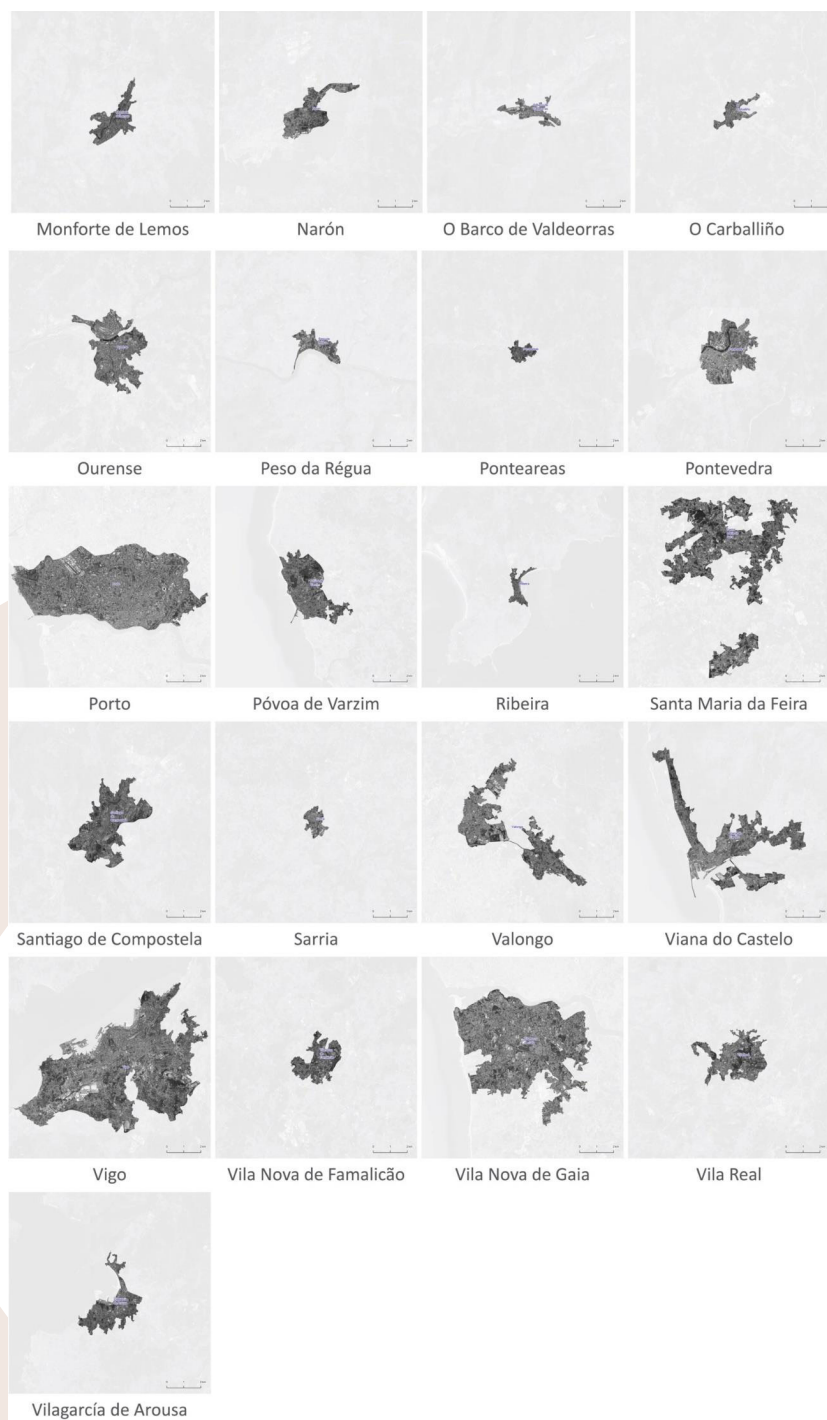 Monforte de Lemos
Narón
O Barco de Valdeorras
O Carballiño
Ourense
Peso da Régua
Ponteareas
Pontevedra
Porto
Póvoa de Varzim
Ribeira
Santa Maria da Feira
Santiago de Compostela
Sarria
Valongo
Viana do Castelo
Vigo
Vila Nova de Famalicão
Vila Nova de Gaia
Vila Real
Vilagarcía de Arousa